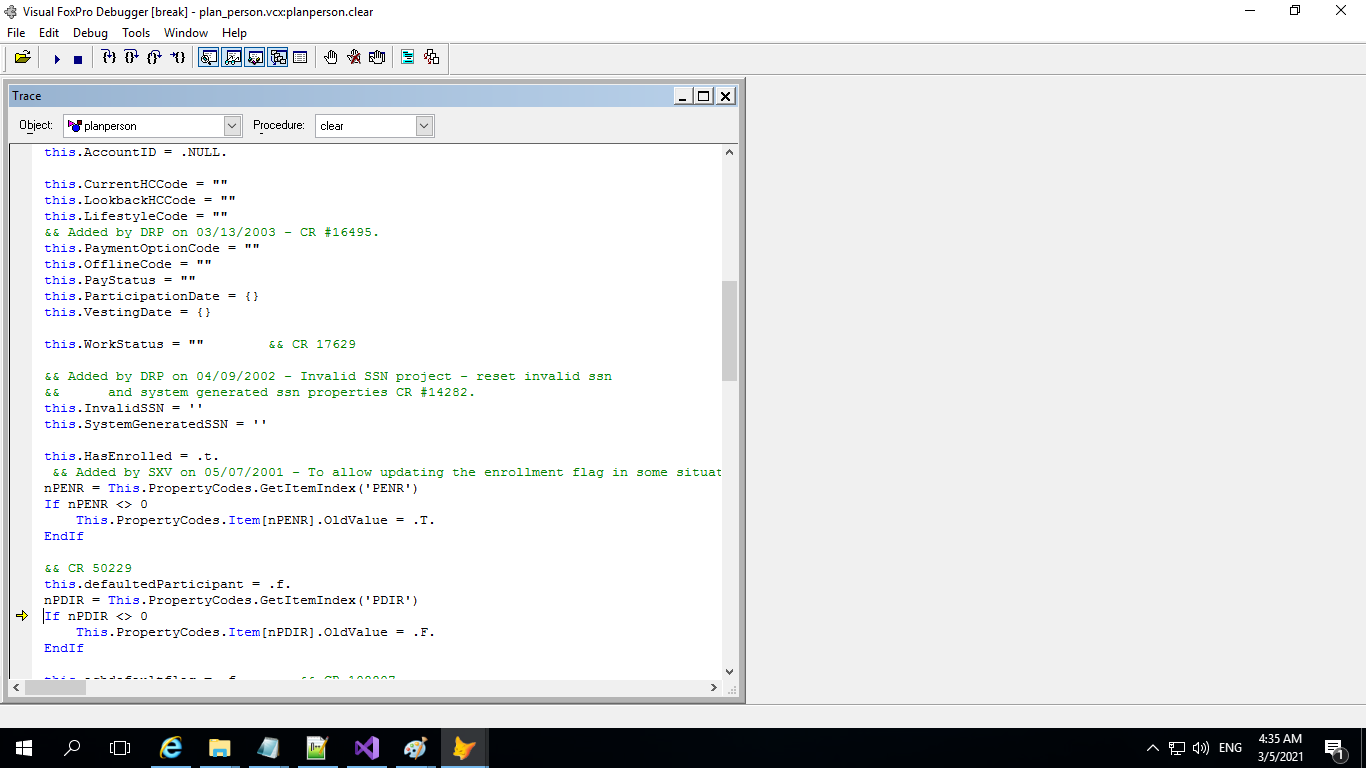 Visual FoxPro Debugger [break] - plan_person.vcx:planperson.clear
File Edit Debug Tools Window Help
Trace
Object: planperson Procedure: clear
this.AccountID = .NULL.
this.CurrentHCCode = ""
this.LookbackHCCode = ""
this.LifestyleCode = ""
&& Added by DRP on 03/13/2003 - CR #16495.
this.PaymentOptionCode = ""
this.OfflineCode = ""
this.PayStatus = ""
this.ParticipationDate = {}
this.VestingDate = {}
this.WorkStatus = "" && CR 17629
&& Added by DRP on 04/09/2002 - Invalid SSN project - reset invalid ssn
&& and system generated ssn properties CR #14282.
this.InvalidSSN = ''
this.SystemGeneratedSSN = ''
this.HasEnrolled = .t.
&& Added by SXV on 05/07/2001 - To allow updating the enrollment flag in some situat
nPENR = This.PropertyCodes.GetItemIndex('PENR')
If nPENR <> 0
This.PropertyCodes.Item[nPENR].OldValue = .T.
EndIf
&& CR 50229
this.defaultedParticipant = .f.
nPDIR = This.PropertyCodes.GetItemIndex('PDIR')
If nPDIR <> 0
This.PropertyCodes.Item[nPDIR].OldValue = .F.
EndIf
ENG
4:35 AM
3/5/2021
1